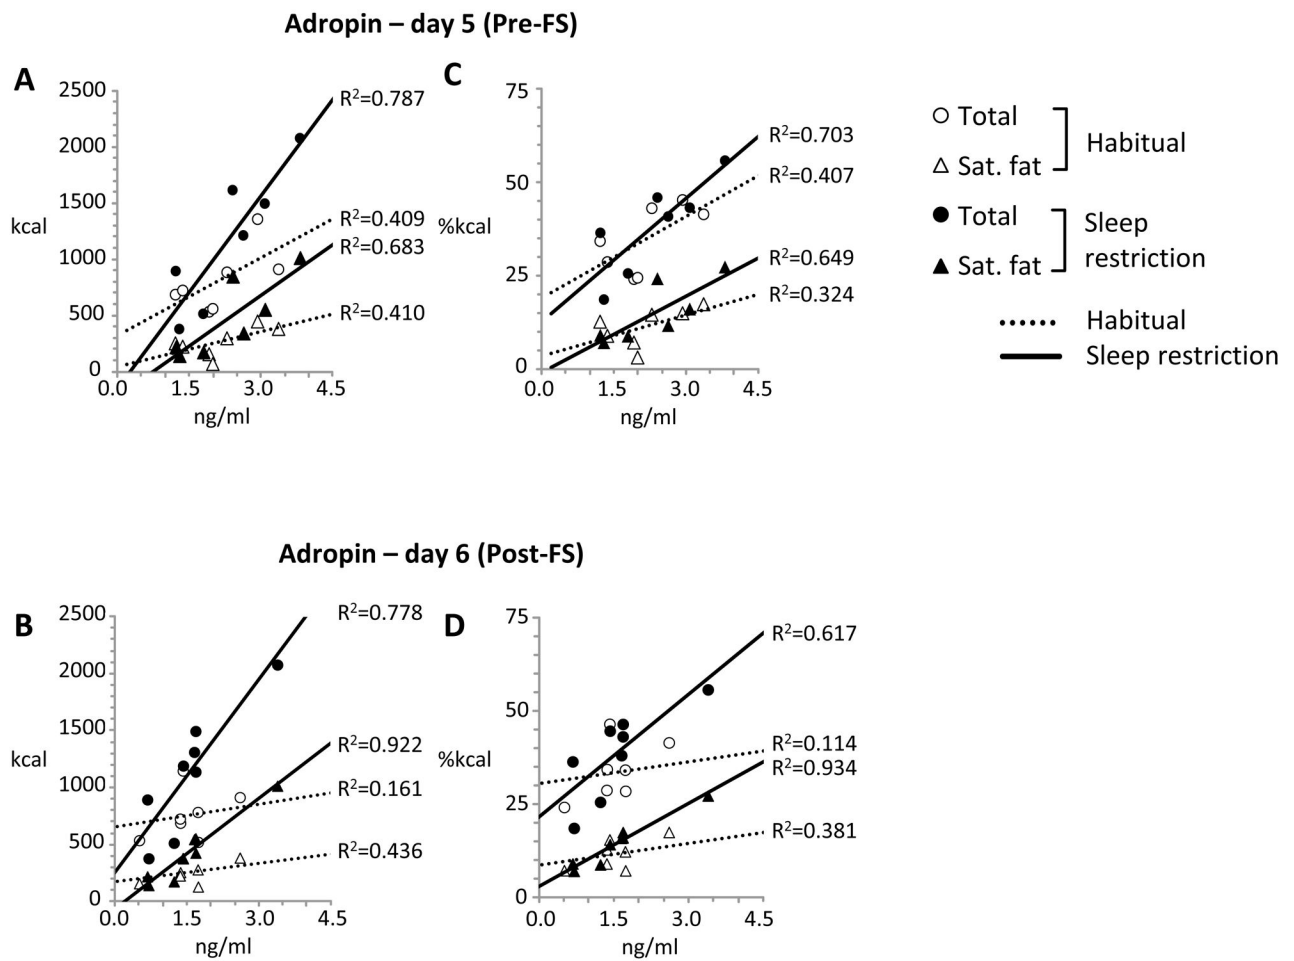 Adropin – day 5 (Pre-FS)
A
kcal
2500
2000
1500
1000
500
0
0.0 1.5 3.0 4.5
ng/ml
R²=0.787
R²=0.409
R²=0.683
R²=0.410
C
%kcal
75
50
25
0
0.0 1.5 3.0 4.5
ng/ml
R²=0.703
R²=0.407
R²=0.649
R²=0.324
Total
Sat. fat
Habitual
Total
Sat. fat
Sleep
restriction
Habitual
Sleep restriction
Adropin – day 6 (Post-FS)
B
kcal
2500
2000
1500
1000
500
0
0.0 1.5 3.0 4.5
ng/ml
R²=0.778
R²=0.922
R²=0.161
R²=0.436
D
%kcal
75
50
25
0
0.0 1.5 3.0 4.5
ng/ml
R²=0.617
R²=0.114
R²=0.934
R²=0.381